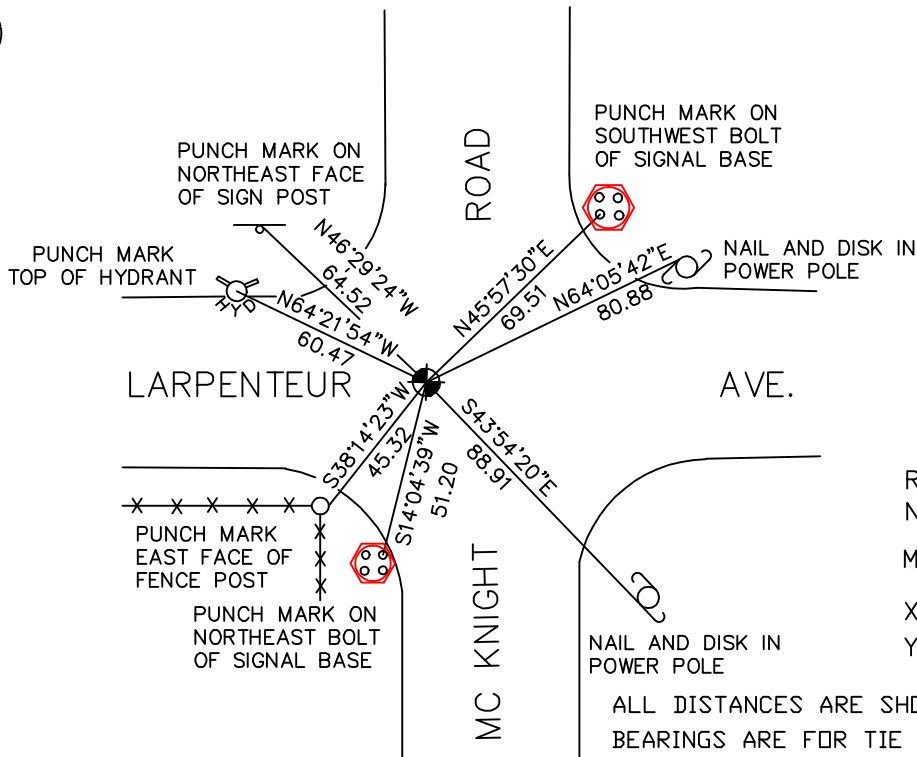 PUNCH MARK ON
NORTHEAST FACE
OF SIGN POST
PUNCH MARK
TOP OF HYDRANT
HYD
ROAD
PUNCH MARK ON
SOUTHWEST BOLT
OF SIGNAL BASE
NAIL AND DISK IN
POWER POLE
N46°29'24"W
64.52
N64°21'54"W
60.47
N45°57'30"E
69.51
N64°05'42"E
80.88
LARPENTEUR
AVE.
S38°14'23"W
45.32
S14°04'39"W
51.20
S43°54'20"E
88.91
PUNCH MARK
EAST FACE OF
FENCE POST
PUNCH MARK ON
NORTHEAST BOLT
OF SIGNAL BASE
MC KNIGHT
NAIL AND DISK IN
POWER POLE
R
N
M
X
Y
ALL DISTANCES ARE SHO
BEARINGS ARE FOR TIE